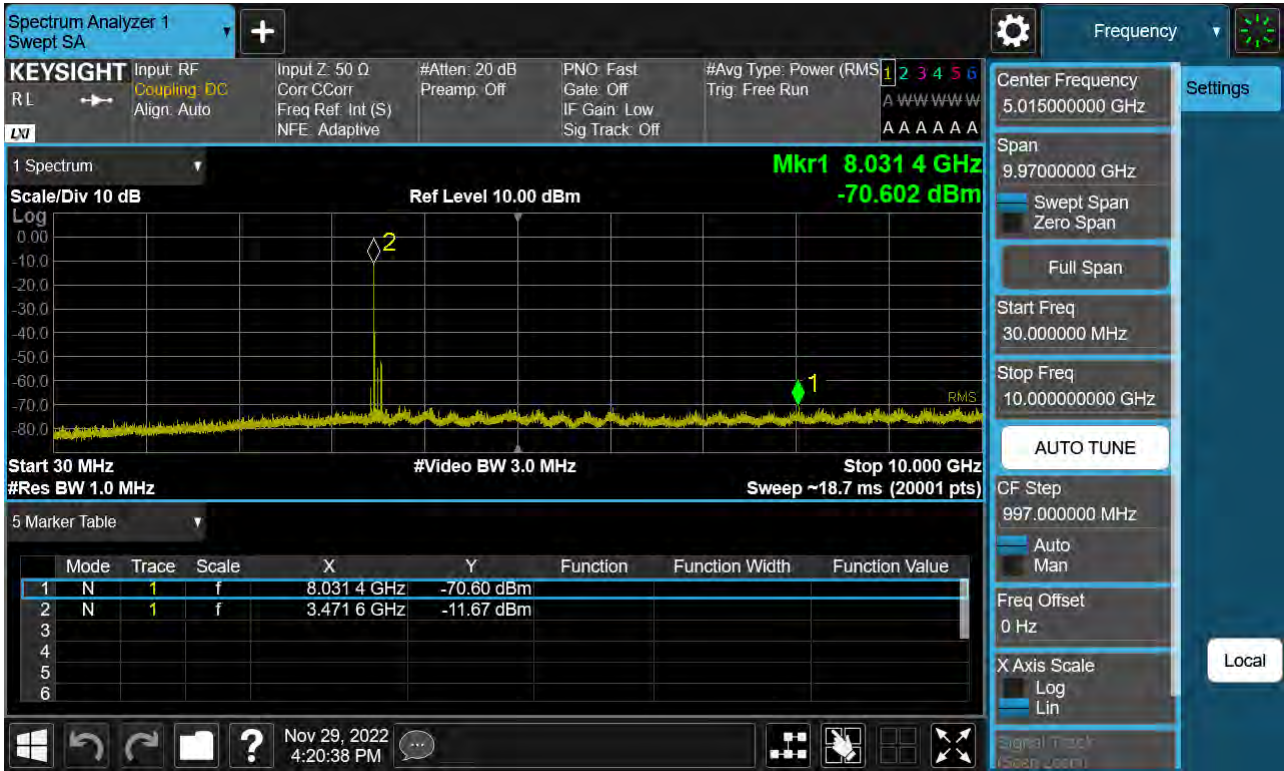 Spectrum Analyzer 1
Swept SA
+
Frequency
KEYSIGHT
RL
LXI
Input: RF
Coupling: DC
Align: Auto
Input Z: 50 Ω
Corr CCorr
Freq Ref: Int (S)
NFE: Adaptive
#Atten: 20 dB
Preamp: Off
PNO: Fast
Gate: Off
IF Gain: Low
Sig Track: Off
#Avg Type: Power (RMS
Trig: Free Run
1 2 3 4 5 6
A W W W W W
A A A A A A
1 Spectrum
Scale/Div 10 dB
Ref Level 10.00 dBm
Mkr1 8.031 4 GHz
-70.602 dBm
Log
0.00
-10.0
-20.0
-30.0
-40.0
-50.0
-60.0
-70.0
-80.0
2
1
RMS
Start 30 MHz
#Video BW 3.0 MHz
Stop 10.000 GHz
#Res BW 1.0 MHz
Sweep ~18.7 ms (20001 pts)
5 Marker Table
Mode Trace Scale X Y Function Function Width Function Value
1 N 1 f 8.031 4 GHz -70.60 dBm
2 N 1 f 3.471 6 GHz -11.67 dBm
3
4
5
6
Nov 29, 2022
4:20:38 PM
?
Center Frequency
5.015000000 GHz
Settings
Span
9.97000000 GHz
Swept Span
Zero Span
Full Span
Start Freq
30.000000 MHz
Stop Freq
10.000000000 GHz
AUTO TUNE
CF Step
997.000000 MHz
Auto
Man
Freq Offset
0 Hz
X Axis Scale
Log
Lin
Local
Signal Track
(Span Zoom)